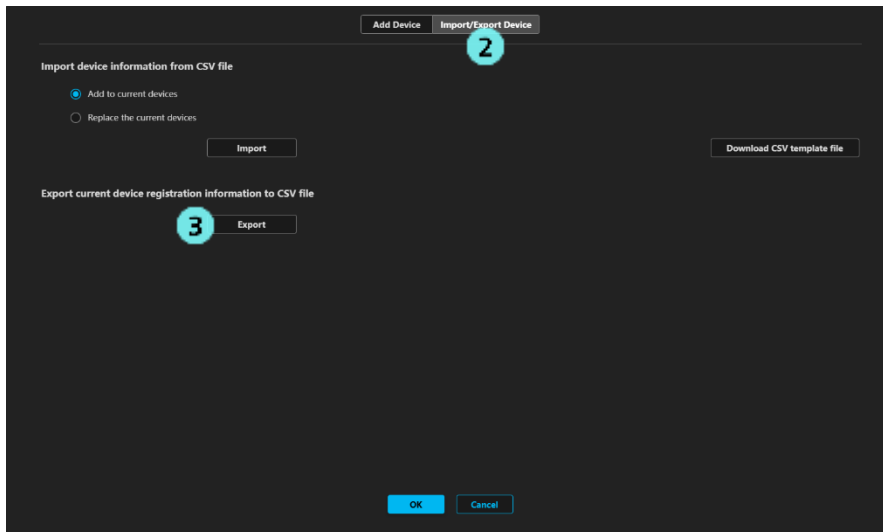 Add Device Import/Export Device
2
Import device information from CSV file
Add to current devices
Replace the current devices
Import Download CSV template file
Export current device registration information to CSV file
3 Export
OK Cancel